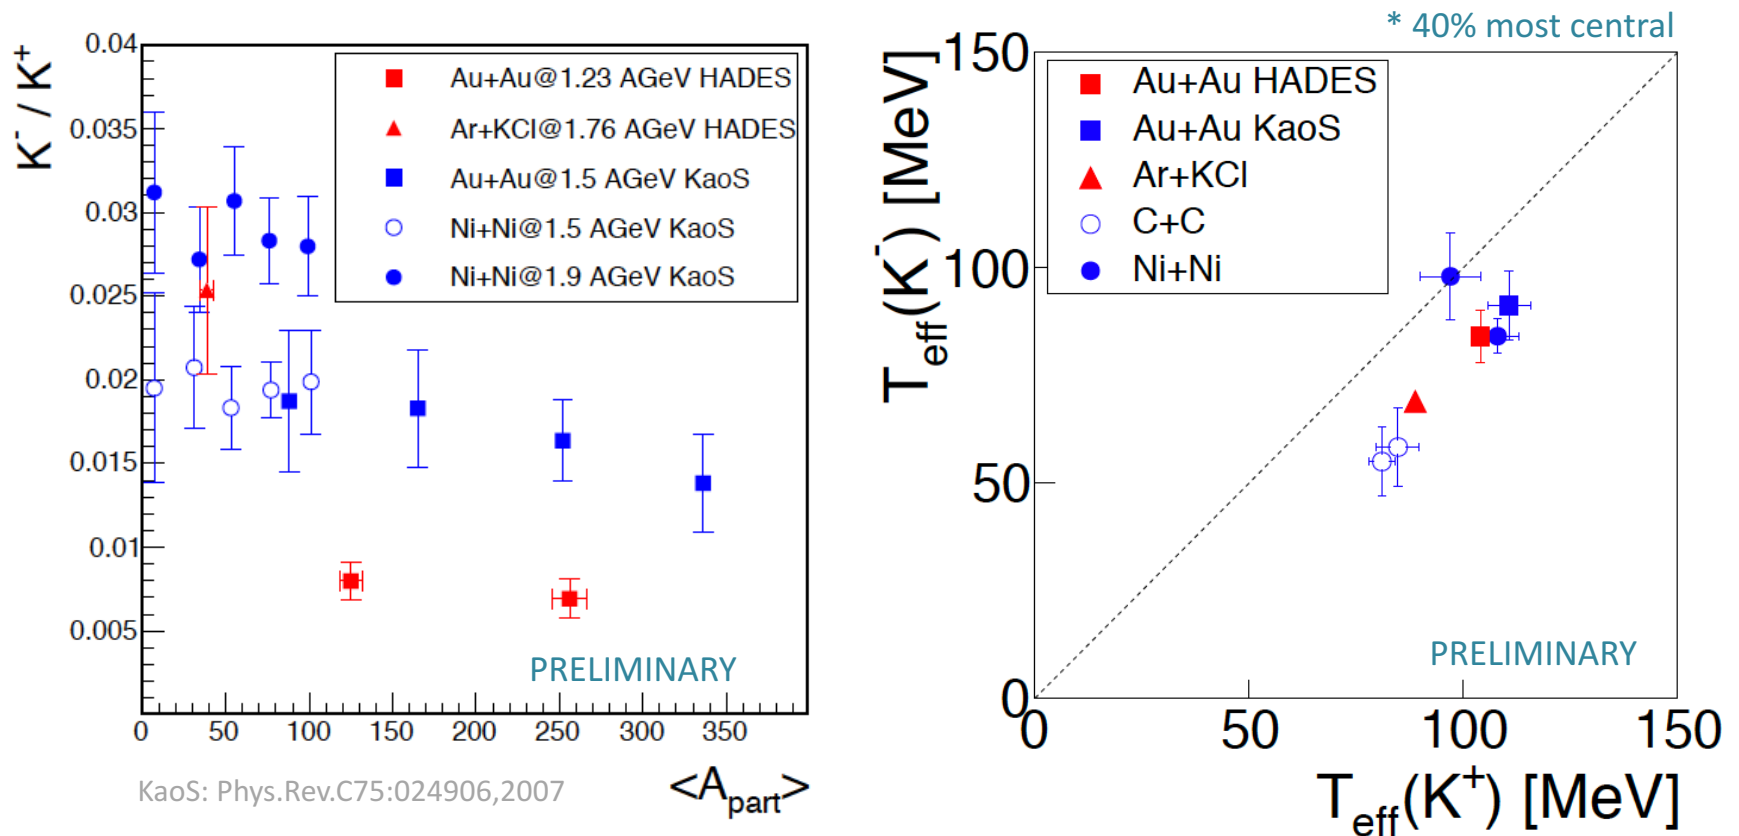 K- / K+
0.04
0.035
0.03
0.025
0.02
0.015
0.01
0.005
0 50 100 150 200 250 300 350
<A part>
Au+Au@1.23 AGeV HADES
Ar+KCl@1.76 AGeV HADES
Au+Au@1.5 AGeV KaoS
Ni+Ni@1.5 AGeV KaoS
Ni+Ni@1.9 AGeV KaoS
PRELIMINARY
KaoS: Phys.Rev.C75:024906,2007
* 40% most central
T eff (K-) [MeV]
150
100
50
0
0 50 100 150
T eff (K+) [MeV]
Au+Au HADES
Au+Au KaoS
Ar+KCl
C+C
Ni+Ni
PRELIMINARY